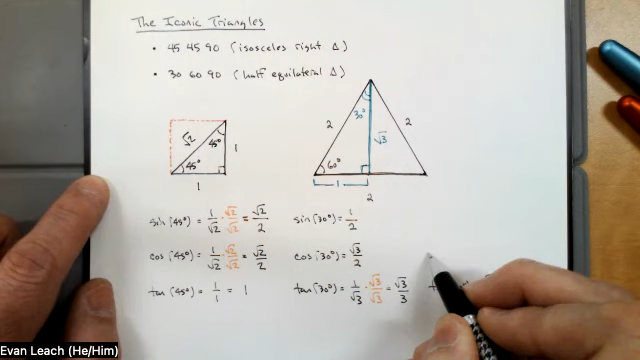 The Iconic Triangles
• 45 45 90 (isosceles right Δ)
• 30 60 90 (half equilateral Δ)
30°
2 2
√2 45° 1 √3
45° 60°
1 1
2
sin(45°) = 1/√2 · √2/√2 = √2/2 sin(30°) = 1/2
cos(45°) = 1/√2 · √2/√2 = √2/2 cos(30°) = √3/2
tan(45°) = 1/1 = 1 tan(30°) = 1/√3 · √3/√3 = √3/3
Evan Leach (He/Him)